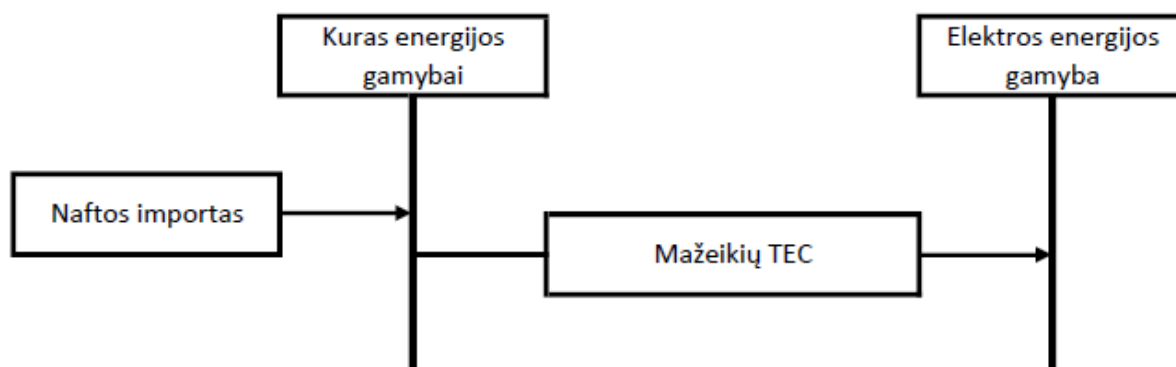 Kuras energijos
gamybai
Elektros energijos
gamyba
Naftos importas
Mažeikių TEC